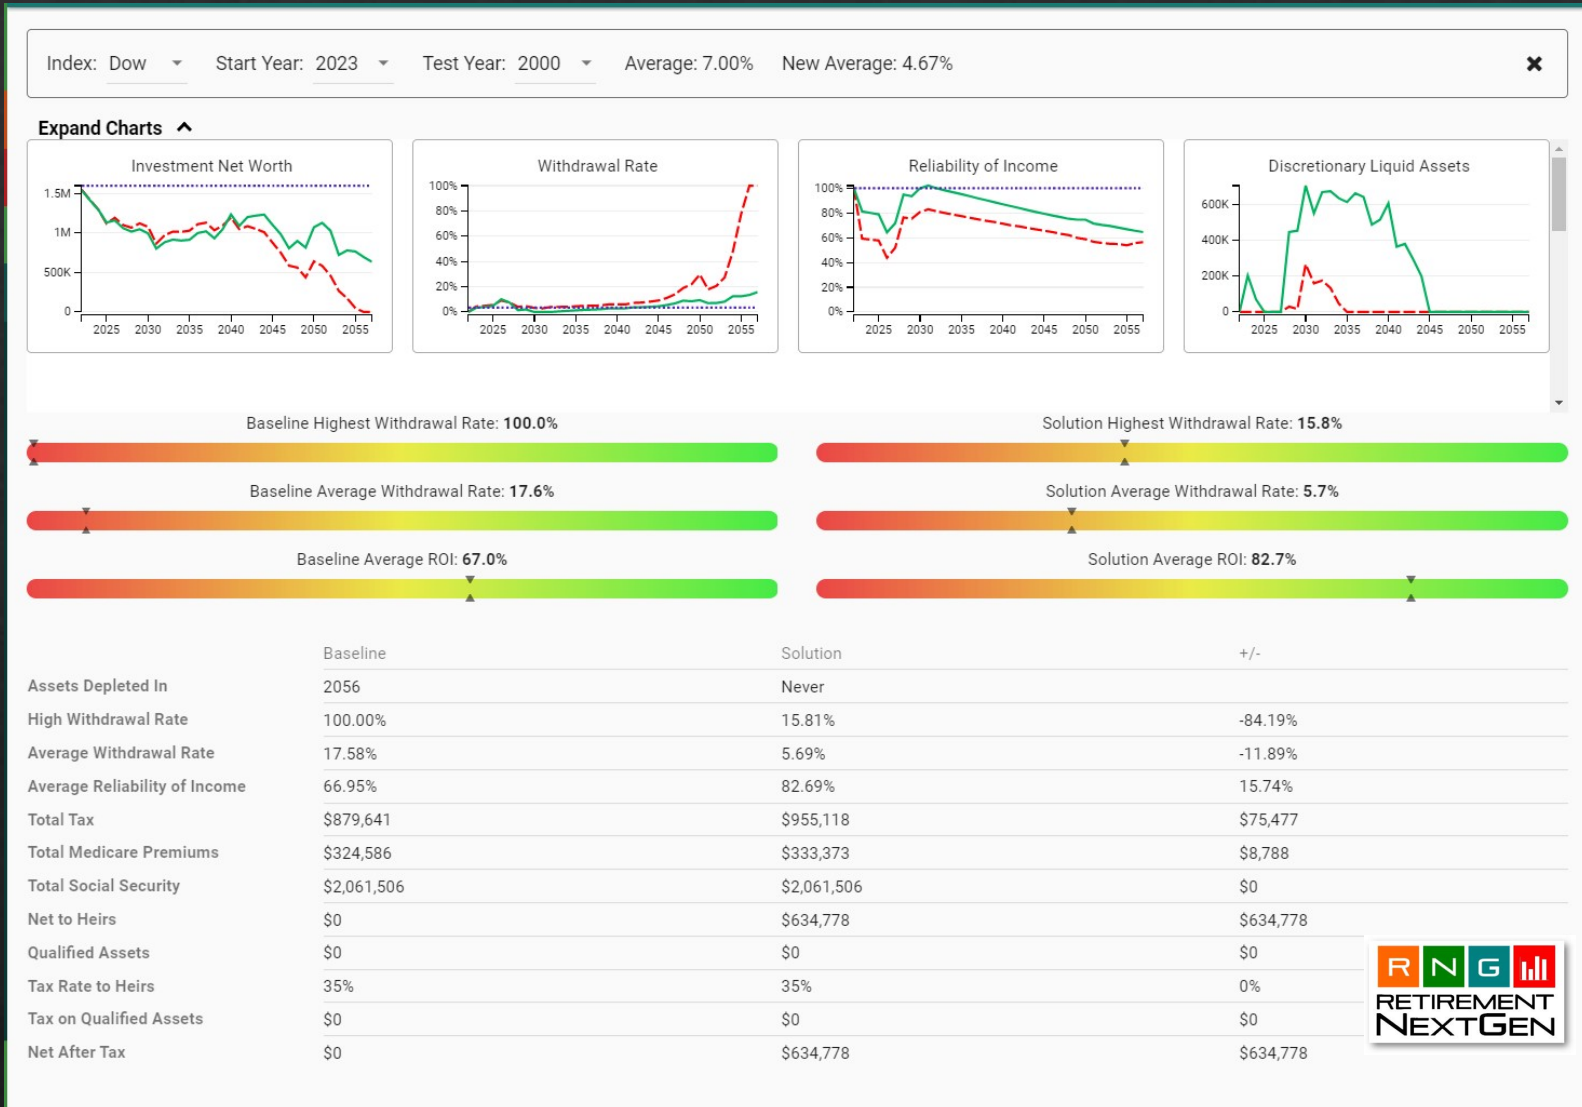 Index: Dow Start Year: 2023 Test Year: 2000 Average: 7.00% New Average: 4.67%
Expand Charts
Investment Net Worth
1.5M
1M
500K
0
2025 2030 2035 2040 2045 2050 2055
Withdrawal Rate
100%
80%
60%
40%
20%
0%
2025 2030 2035 2040 2045 2050 2055
Reliability of Income
100%
80%
60%
40%
20%
0%
2025 2030 2035 2040 2045 2050 2055
Discretionary Liquid Assets
600K
400K
200K
0
2025 2030 2035 2040 2045 2050 2055
Baseline Highest Withdrawal Rate: 100.0%
Solution Highest Withdrawal Rate: 15.8%
Baseline Average Withdrawal Rate: 17.6%
Solution Average Withdrawal Rate: 5.7%
Baseline Average ROI: 67.0%
Solution Average ROI: 82.7%
Baseline Solution +/-
Assets Depleted In 2056 Never
High Withdrawal Rate 100.00% 15.81% -84.19%
Average Withdrawal Rate 17.58% 5.69% -11.89%
Average Reliability of Income 66.95% 82.69% 15.74%
Total Tax $879,641 $955,118 $75,477
Total Medicare Premiums $324,586 $333,373 $8,788
Total Social Security $2,061,506 $2,061,506 $0
Net to Heirs $0 $634,778 $634,778
Qualified Assets $0 $0 $0
Tax Rate to Heirs 35% 35% 0%
Tax on Qualified Assets $0 $0 $0
Net After Tax $0 $634,778 $634,778
RNG
RETIREMENT
NEXTGEN